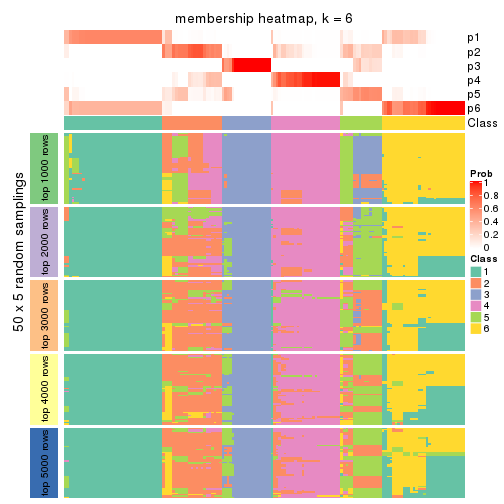 membership heatmap, k = 6
p1
p2
p3
p4
p5
p6
Class
50 x 5 random samplings
top 1000 rows
top 2000 rows
top 3000 rows
top 4000 rows
top 5000 rows
Prob
1
0.8
0.6
0.4
0.2
0
Class
1
2
3
4
5
6